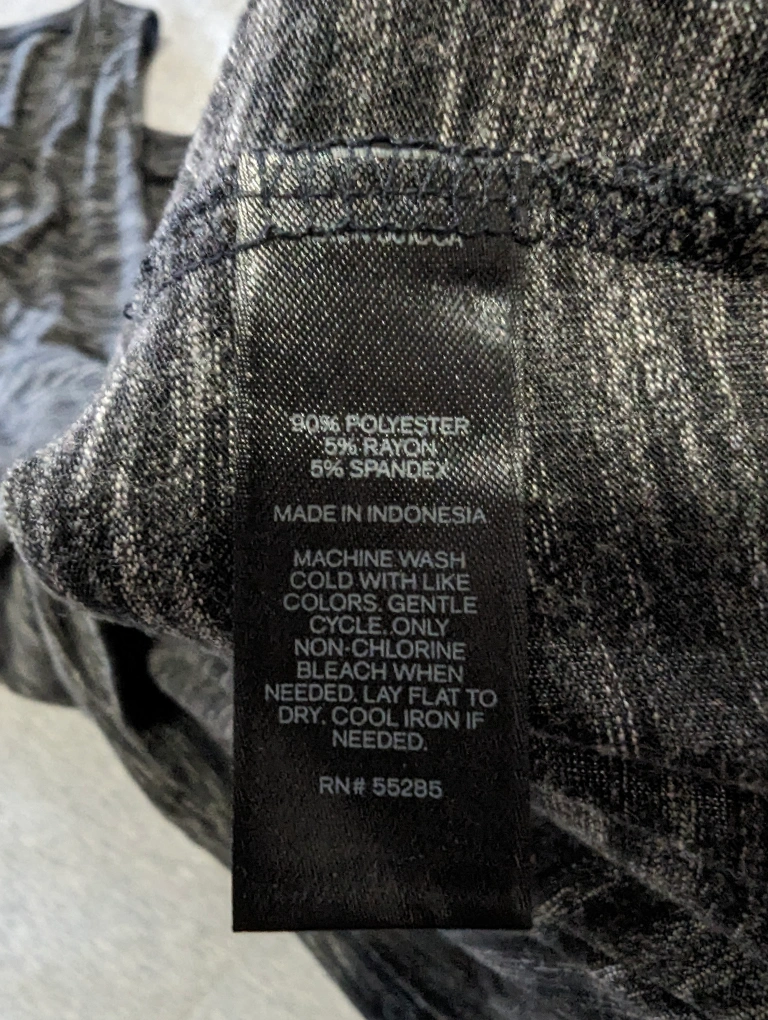 90% POLYESTER
5% RAYON
5% SPANDEX
MADE IN INDONESIA
MACHINE WASH
COLD WITH LIKE
COLORS. GENTLE
CYCLE. ONLY
NON-CHLORINE
BLEACH WHEN
NEEDED. LAY FLAT TO
DRY. COOL IRON IF
NEEDED.
RN# 55285